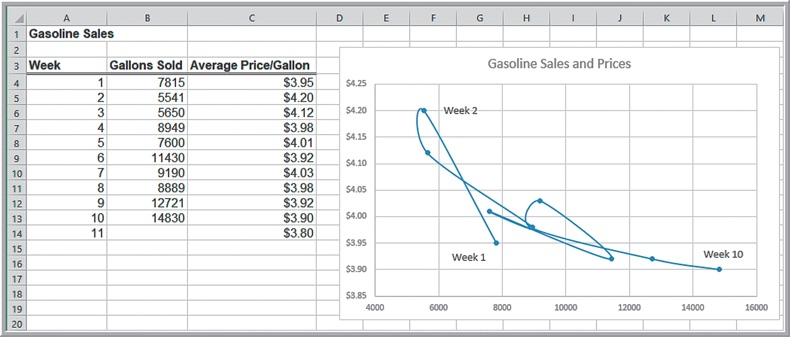 A B C D E F G H I J K L M
1 Gasoline Sales
2
3 Week Gallons Sold Average Price/Gallon
4 1 7815 $3.95
5 2 5541 $4.20
6 3 5650 $4.12
7 4 8949 $3.98
8 5 7600 $4.01
9 6 11430 $3.92
10 7 9190 $4.03
11 8 8889 $3.98
12 9 12721 $3.92
13 10 14830 $3.90
14 11 $3.80
15
16
17
18
19
20
Gasoline Sales and Prices
$4.25
$4.20
$4.15
$4.10
$4.05
$4.00
$3.95
$3.90
$3.85
Week 2
Week 1
Week 10
4000 6000 8000 10000 12000 14000 16000